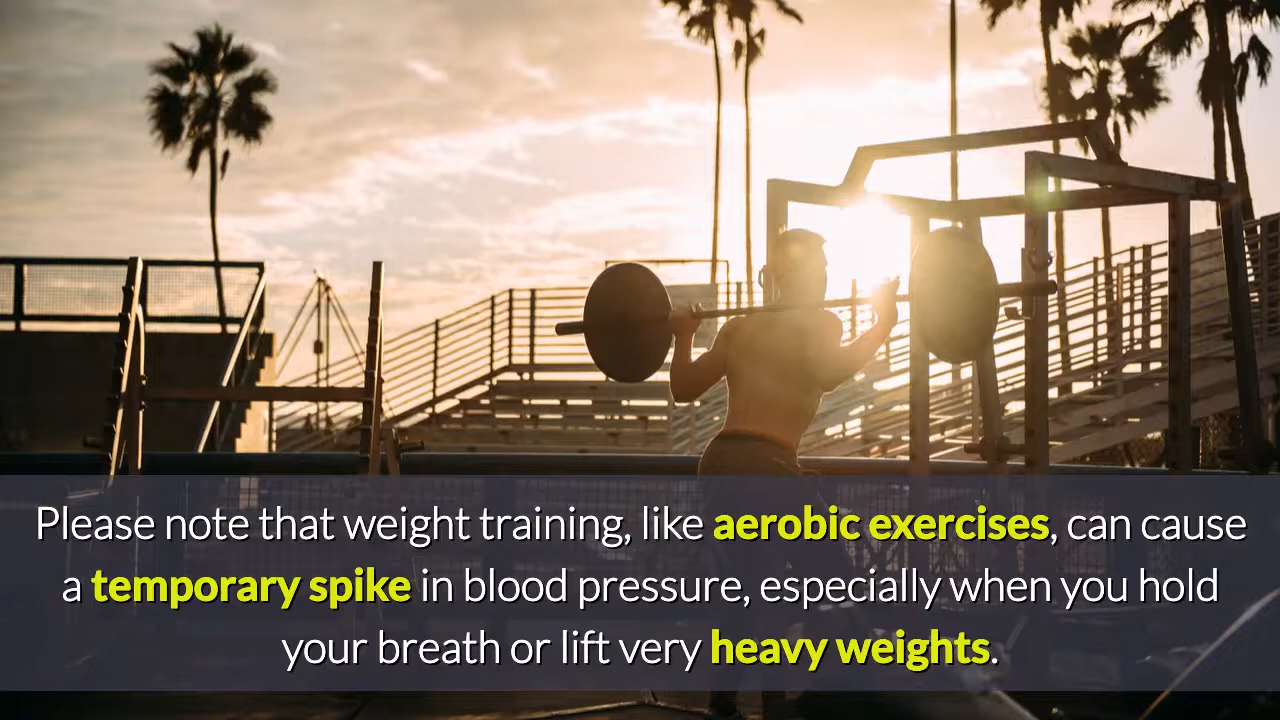 Please note that weight training, like aerobic exercises, can cause
a temporary spike in blood pressure, especially when you hold
your breath or lift very heavy weights.